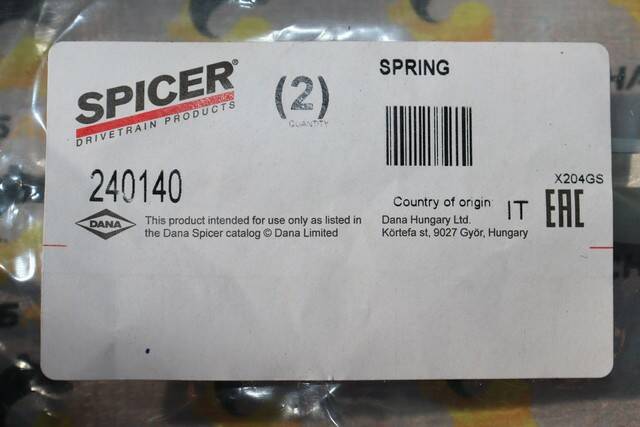 SPICER®
DRIVETRAIN PRODUCTS
(2)
QUANTITY
SPRING
240140
X204GS
Country of origin IT
EAC
DANA
This product intended for use only as listed in
the Dana Spicer catalog © Dana Limited
Dana Hungary Ltd.
Körtefa st, 9027 Győr, Hungary